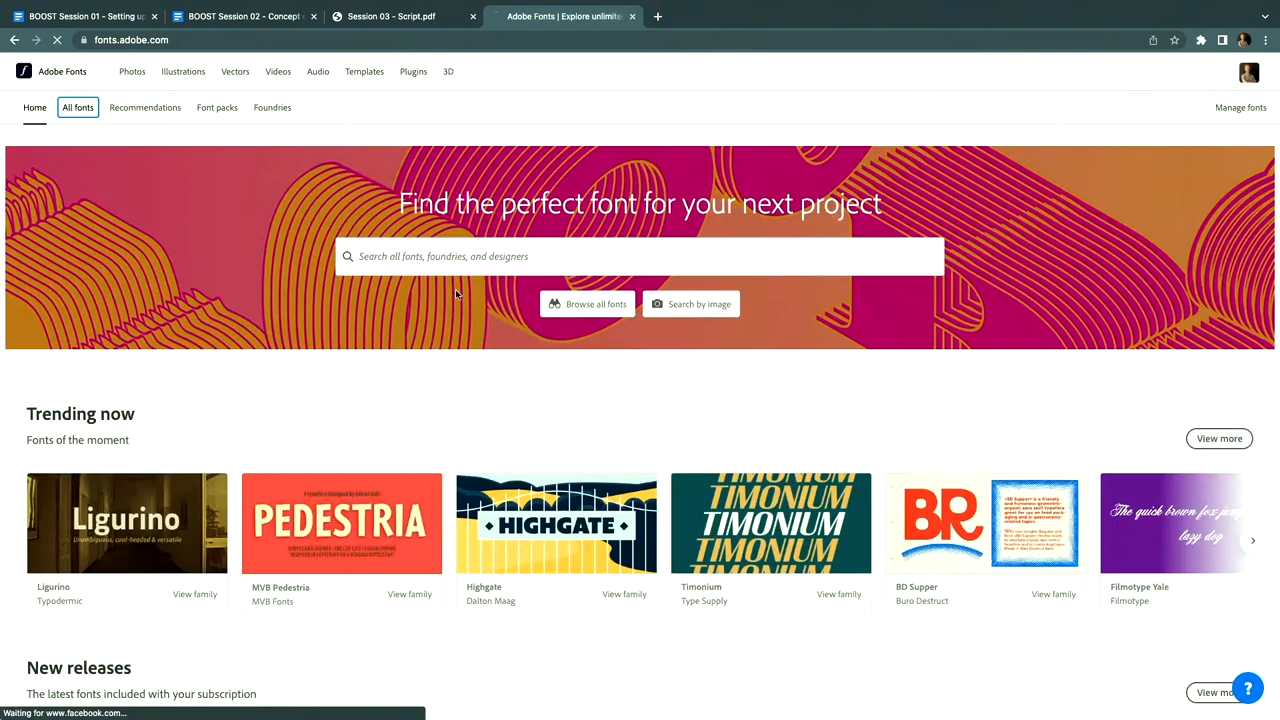 BOOST Session 01 - Setting up
BOOST Session 02 - Concept
Session 03 - Script.pdf
Adobe Fonts | Explore unlimite
fonts.adobe.com
Adobe Fonts
Photos
Illustrations
Vectors
Videos
Audio
Templates
Plugins
3D
Home
All fonts
Recommendations
Font packs
Foundries
Manage fonts
Find the perfect font for your next project
Search all fonts, foundries, and designers
Browse all fonts
Search by image
Trending now
Fonts of the moment
View more
Ligurino
Unambiguous, cool-headed & versatile
PEDESTRIA
HIGHGATE
TIMONIUM
TIMONIUM
TIMONIUM
TIMONIUM
TIMONIUM
BR
The quick brown fox jump
lazy dog
Ligurino
Typodermic
View family
MVB Pedestria
MVB Fonts
View family
Highgate
Dalton Maag
View family
Timonium
Type Supply
View family
BD Supper
Buro Destruct
View family
Filmotype Yale
Filmotype
New releases
The latest fonts included with your subscription
View mo
?
Waiting for www.facebook.com...